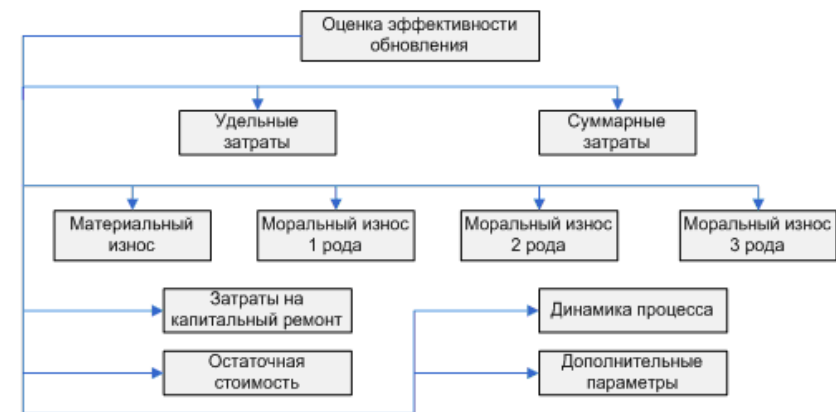 Оценка эффективности
обновления
Удельные
затраты
Суммарные
затраты
Материальный
износ
Моральный износ
1 рода
Моральный износ
2 рода
Моральный износ
3 рода
Затраты на
капитальный ремонт
Динамика процесса
Остаточная
стоимость
Дополнительные
параметры